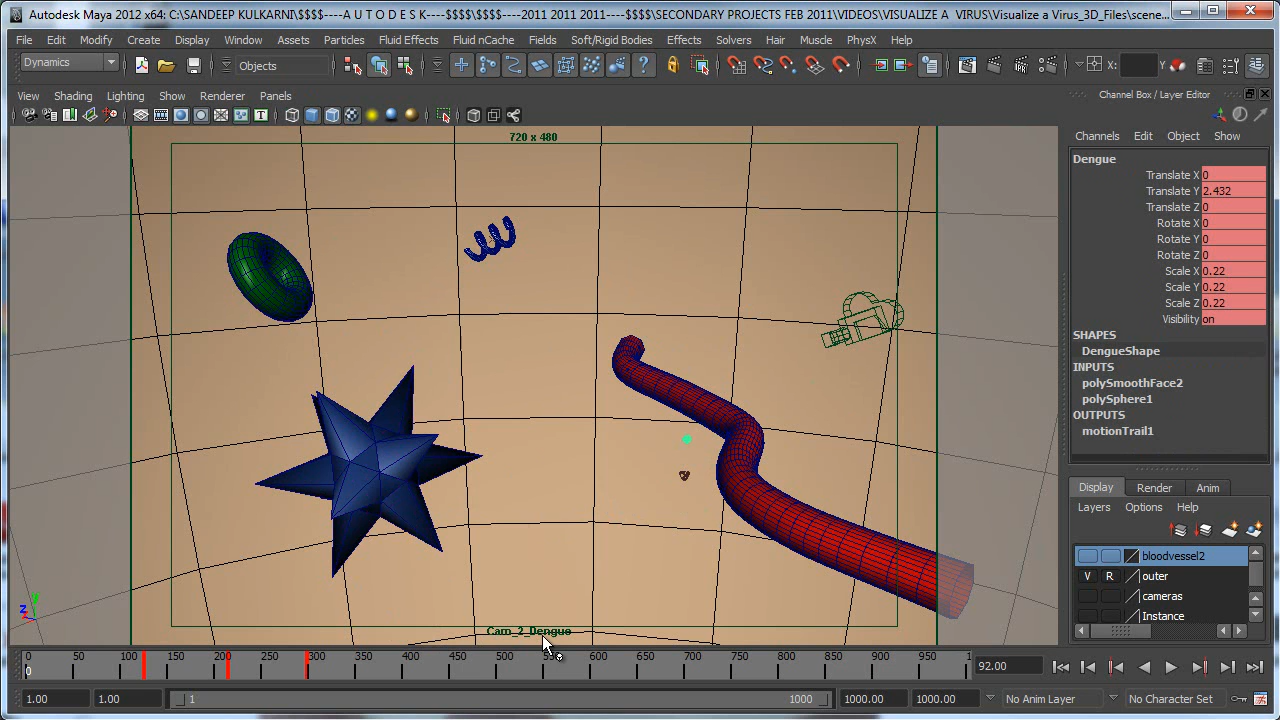 Autodesk Maya 2012 x64: C:\SANDEEP KULKARNI\$$$$----A U T O D E S K----$$$$\$$$$----2011 2011 2011----$$$$\SECONDARY PROJECTS FEB 2011\VIDEOS\VISUALIZE A VIRUS\Visualize a Virus_3D_Files\scene...
File Edit Modify Create Display Window Assets Particles Fluid Effects Fluid nCache Fields Soft/Rigid Bodies Effects Solvers Hair Muscle PhysX Help
Dynamics Objects X: Y
View Shading Lighting Show Renderer Panels
Channel Box / Layer Editor
720 x 480
Channels Edit Object Show
Dengue
Translate X 0
Translate Y 2.432
Translate Z 0
Rotate X 0
Rotate Y 0
Rotate Z 0
Scale X 0.22
Scale Y 0.22
Scale Z 0.22
Visibility on
SHAPES
DengueShape
INPUTS
polySmoothFace2
polySphere1
OUTPUTS
motionTrail1
Display Render Anim
Layers Options Help
bloodvessel2
V R outer
cameras
Instance
y
z
Cam_2_Dengue
0 50 100 150 200 250 300 350 400 450 500 550 600 650 700 750 800 850 900 950 1
0
92.00
1.00 1.00 1 1000 1000.00 1000.00 No Anim Layer No Character Set